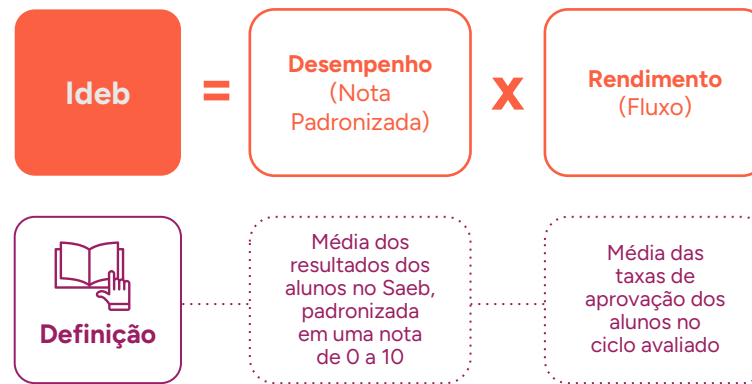 Ideb
=
Desempenho
(Nota
Padronizada)
x
Rendimento
(Fluxo)
Definição
Média dos
resultados dos
alunos no Saeb,
padronizada
em uma nota
de 0 a 10
Média das
taxas de
aprovação dos
alunos no
ciclo avaliado